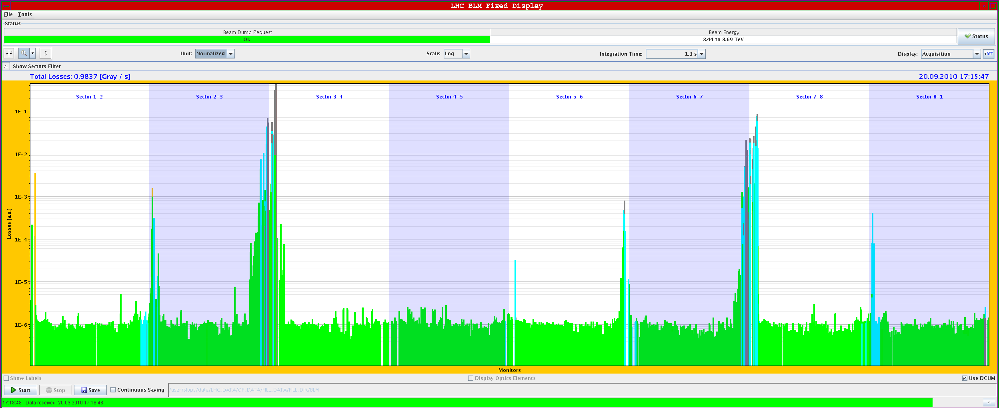 LHC BLM Fixed Display
File Tools
Status
Beam Dump Request Beam Energy
Ok 3.44 to 3.69 TeV
Status
Unit: Normalized Scale: Log Integration Time: 1.3 s Display: Acquisition →REF
Show Sectors Filter
Total Losses: 0.9837 [Gray / s] 20.09.2010 17:15:47
Sector 1-2 Sector 2-3 Sector 3-4 Sector 4-5 Sector 5-6 Sector 6-7 Sector 7-8 Sector 8-1
1E-1
1E-2
1E-3
Losses [a.u.]
1E-4
1E-5
1E-6
Monitors
Show Labels Display Optics Elements Use DCUM
Start STOP Stop Save Continuous Saving /user/slops/data/LHC_DATA/OP_DATA/FILL_DATA/FILL_DIR/BLM
17:18:48 - Data received: 20.09.2010 17:18:48